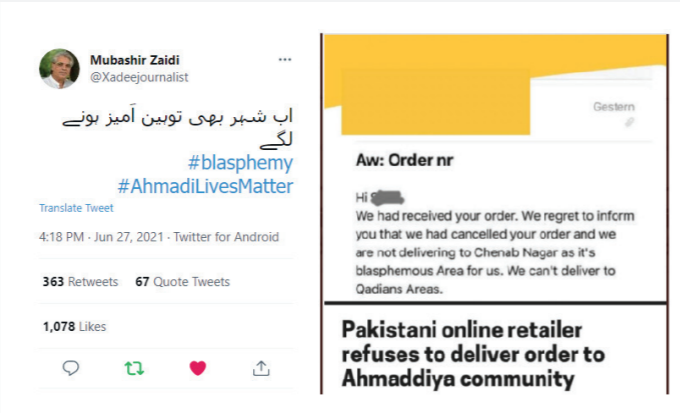 Mubashir Zaidi
@Xadeejournalist
اب شہر بھی توہین آمیز ہونے
لگے
#blasphemy
#AhmadiLivesMatter
Translate Tweet
4:18 PM · Jun 27, 2021 · Twitter for Android
363 Retweets 67 Quote Tweets
1,078 Likes
Gestern
Aw: Order nr
Hi
We had received your order. We regret to inform
you that we had cancelled your order and we
are not delivering to Chenab Nagar as it's
blasphemous Area for us. We can't deliver to
Qadians Areas.
Pakistani online retailer
refuses to deliver order to
Ahmaddiya community